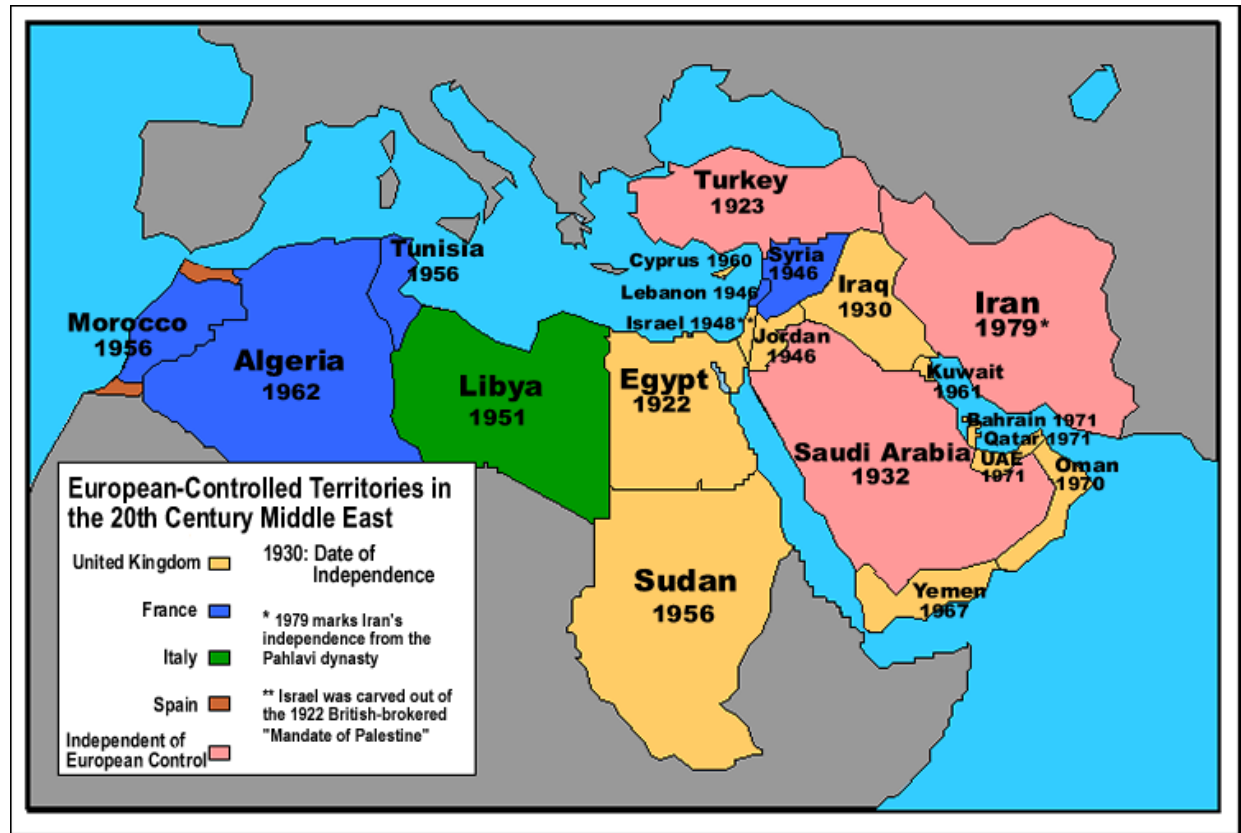 Turkey
1923
Tunisia
1956
Cyprus 1960
Syria
1946
Lebanon 1946
Iraq
1930
Iran
1979*
Israel 1948**
Jordan
1946
Morocco
1956
Algeria
1962
Libya
1951
Egypt
1922
Kuwait
1961
Bahrain 1971
Qatar 1971
Saudi Arabia
1932
UAE
1971
Oman
1970
Sudan
1956
Yemen
1967
European-Controlled Territories in
the 20th Century Middle East
United Kingdom
France
Italy
Spain
Independent of
European Control
1930: Date of
Independence
* 1979 marks Iran's
independence from the
Pahlavi dynasty
** Israel was carved out of
the 1922 British-brokered
"Mandate of Palestine"